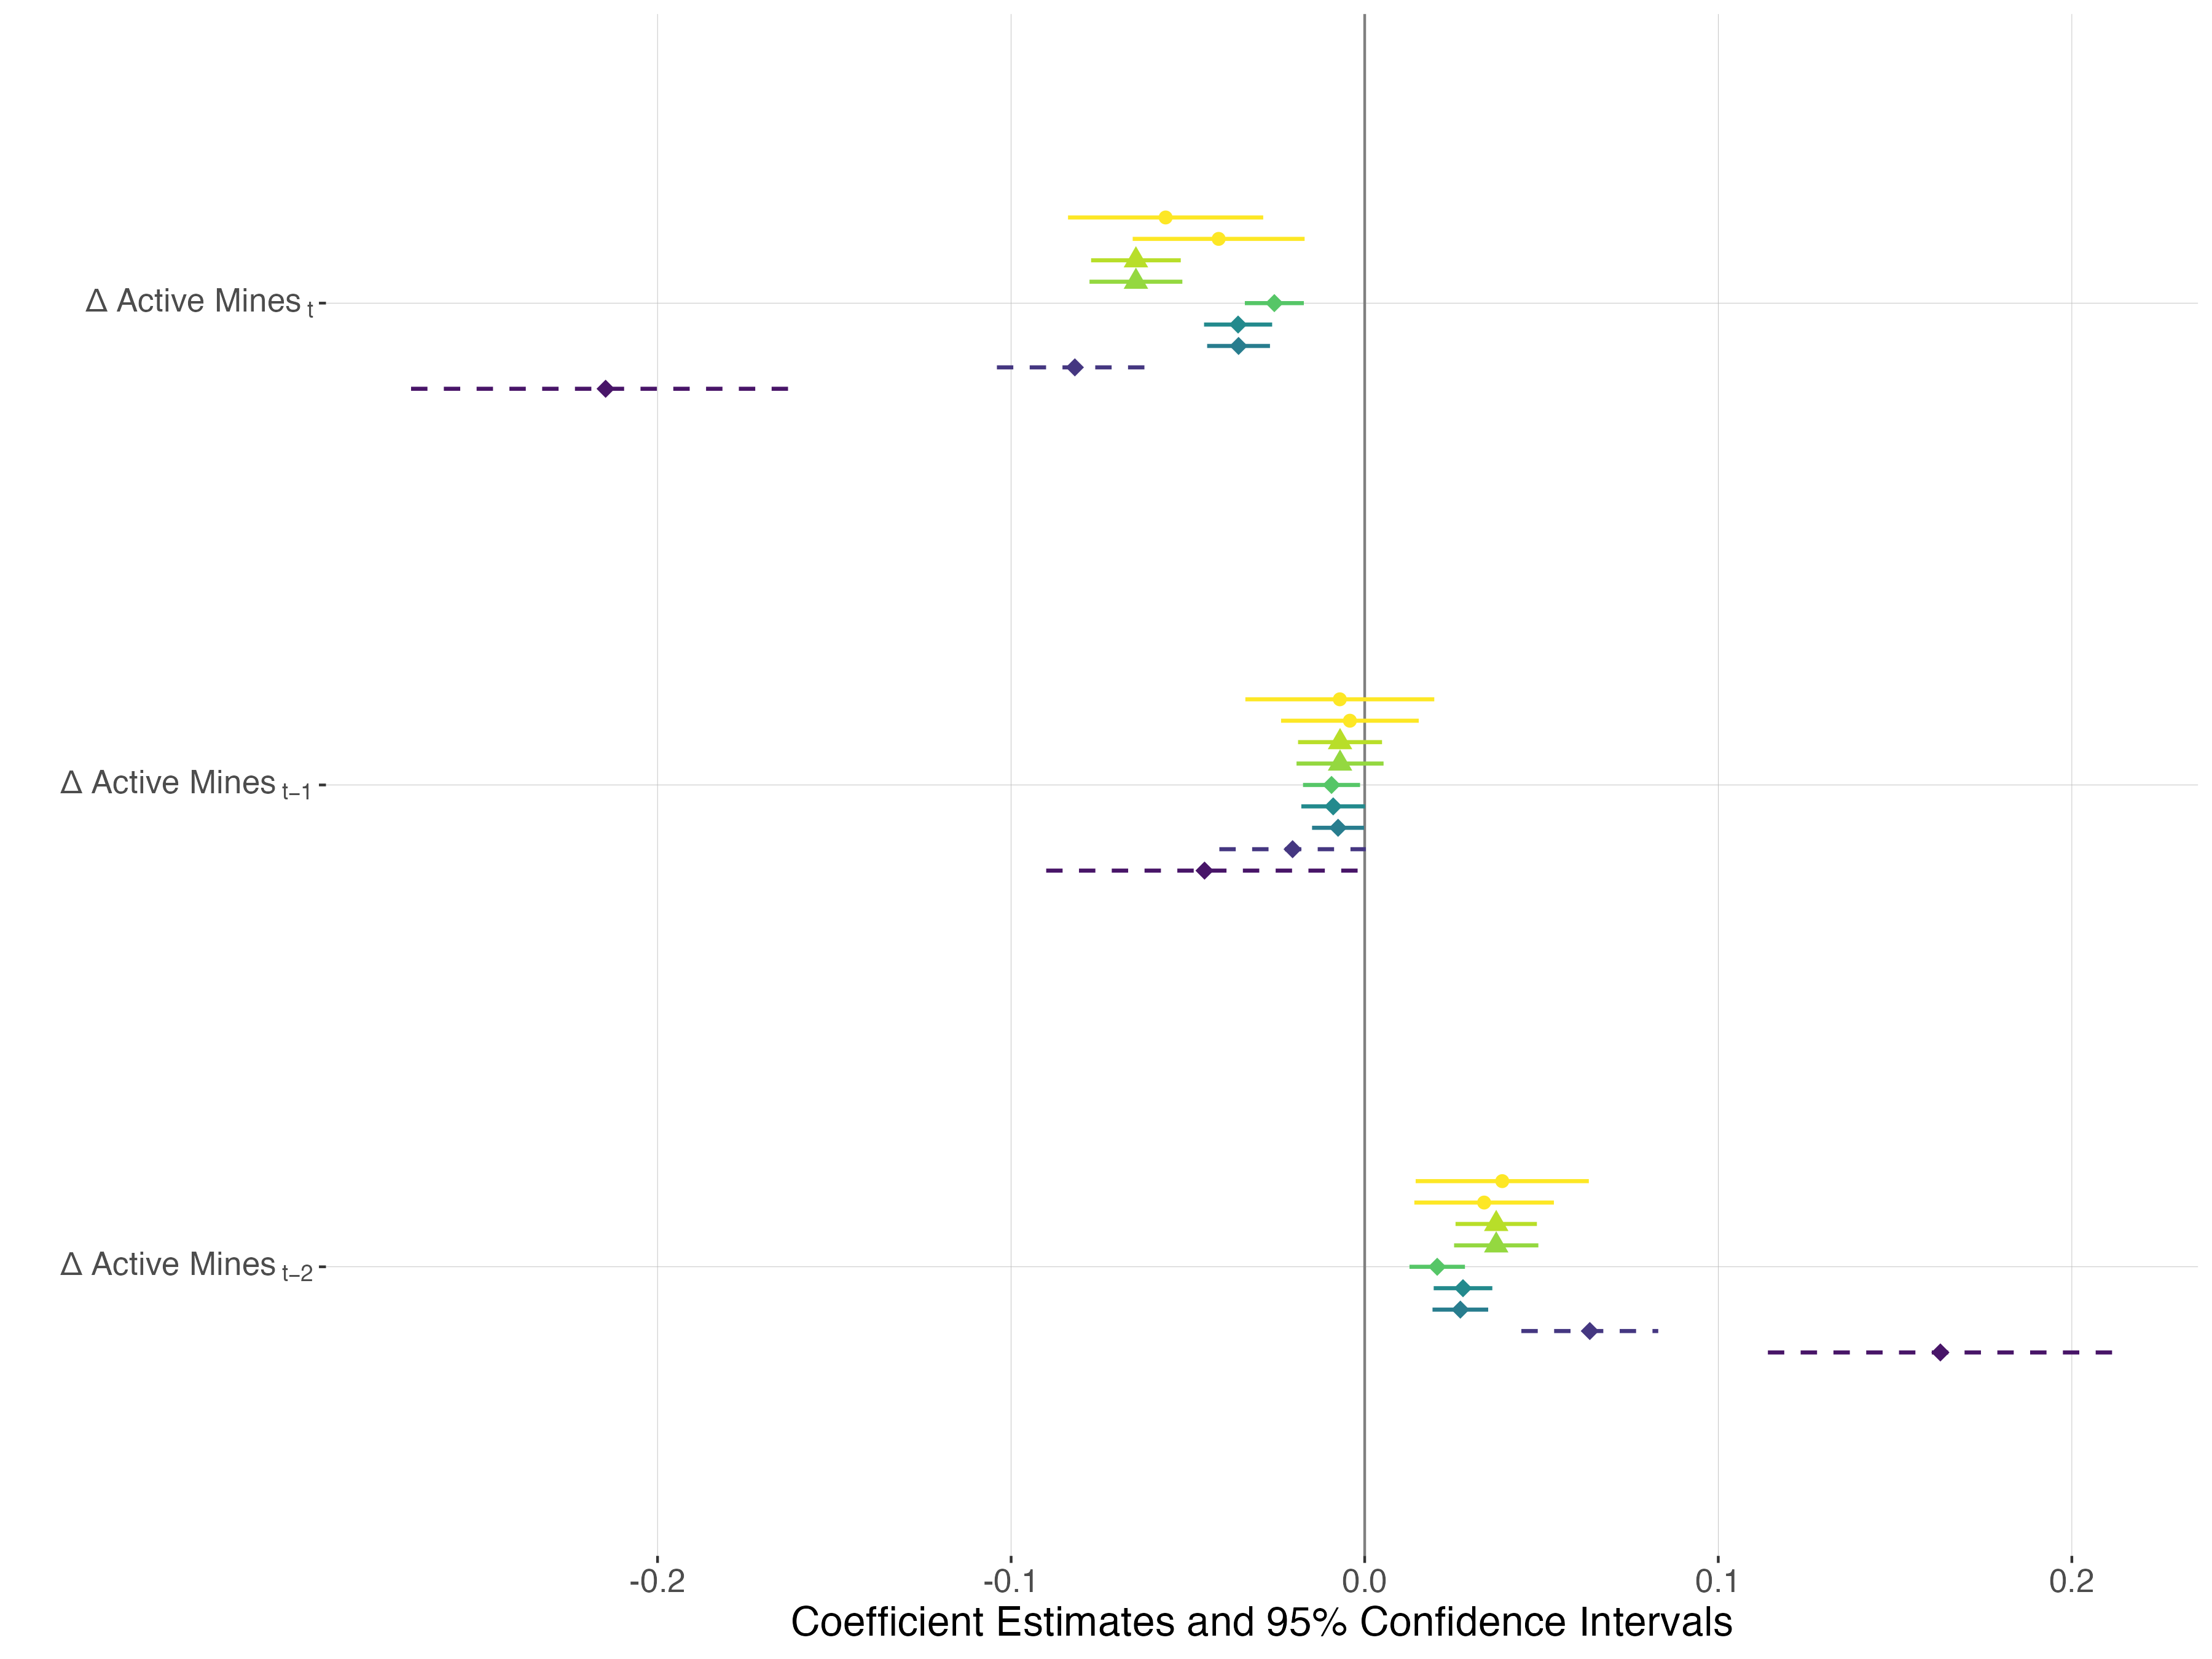 Δ Active Mines t
Δ Active Mines t−1
Δ Active Mines t−2
-0.2 -0.1 0.0 0.1 0.2
Coefficient Estimates and 95% Confidence Intervals